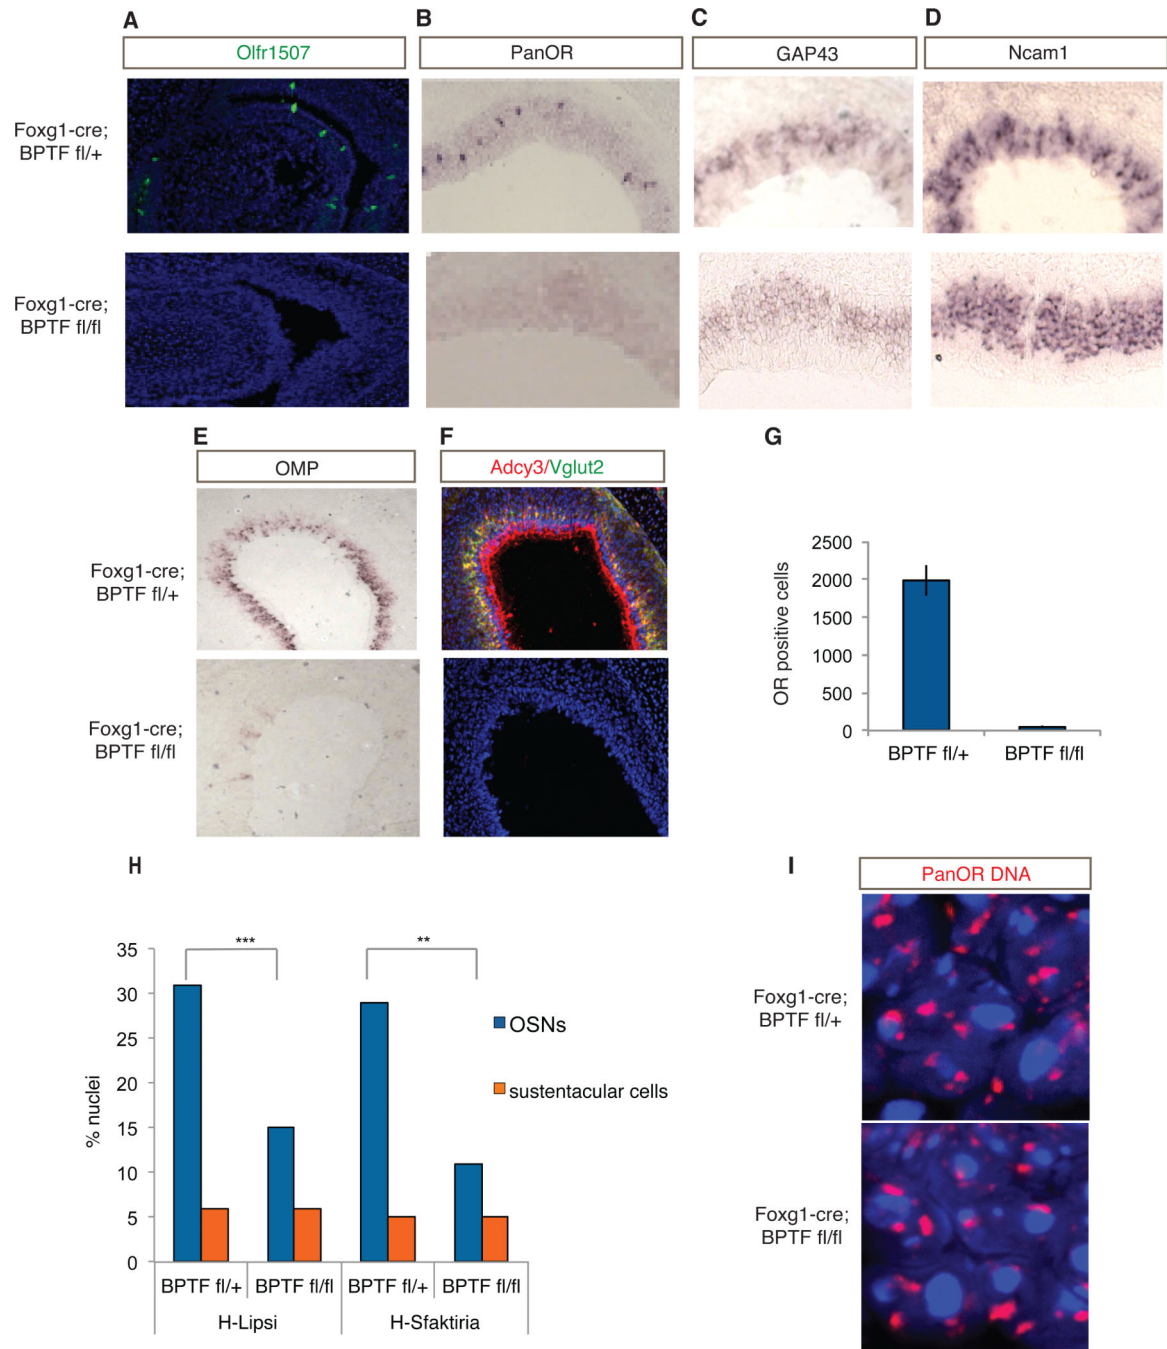 A
B
C
D
Olfr1507
PanOR
GAP43
Ncam1
Foxg1-cre;
BPTF fl/+
Foxg1-cre;
BPTF fl/fl
E
F
G
OMP
Adcy3/Vglut2
Foxg1-cre;
BPTF fl/+
Foxg1-cre;
BPTF fl/fl
OR positive cells
2500
2000
1500
1000
500
0
BPTF fl/+
BPTF fl/fl
H
% nuclei
35
30
25
20
15
10
5
0
***
**
OSNs
sustentacular cells
BPTF fl/+
BPTF fl/fl
BPTF fl/+
BPTF fl/fl
H-Lipsi
H-Sfaktiria
I
PanOR DNA
Foxg1-cre;
BPTF fl/+
Foxg1-cre;
BPTF fl/fl